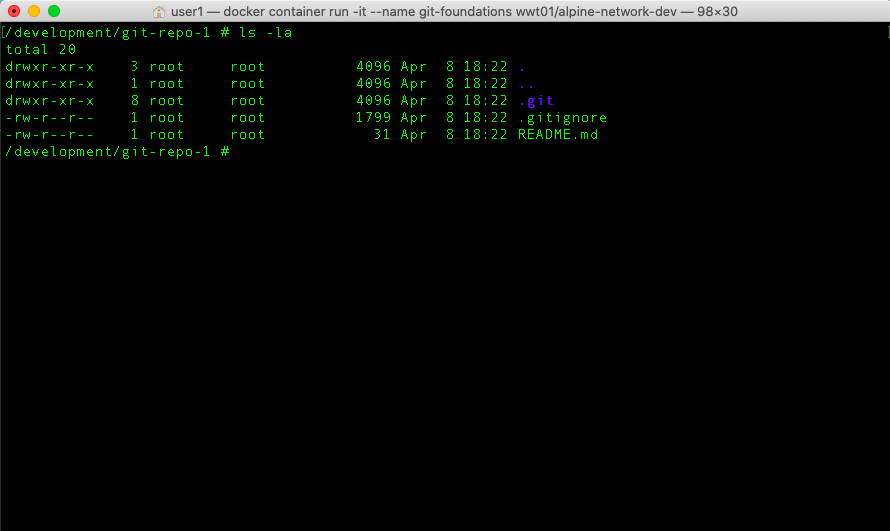 user1 — docker container run -it --name git-foundations wwt01/alpine-network-dev — 98×30
[/development/git-repo-1 # ls -la ]
total 20
drwxr-xr-x    3 root     root          4096 Apr  8 18:22 .
drwxr-xr-x    1 root     root          4096 Apr  8 18:22 ..
drwxr-xr-x    8 root     root          4096 Apr  8 18:22 .git
-rw-r--r--    1 root     root          1799 Apr  8 18:22 .gitignore
-rw-r--r--    1 root     root            31 Apr  8 18:22 README.md
/development/git-repo-1 #